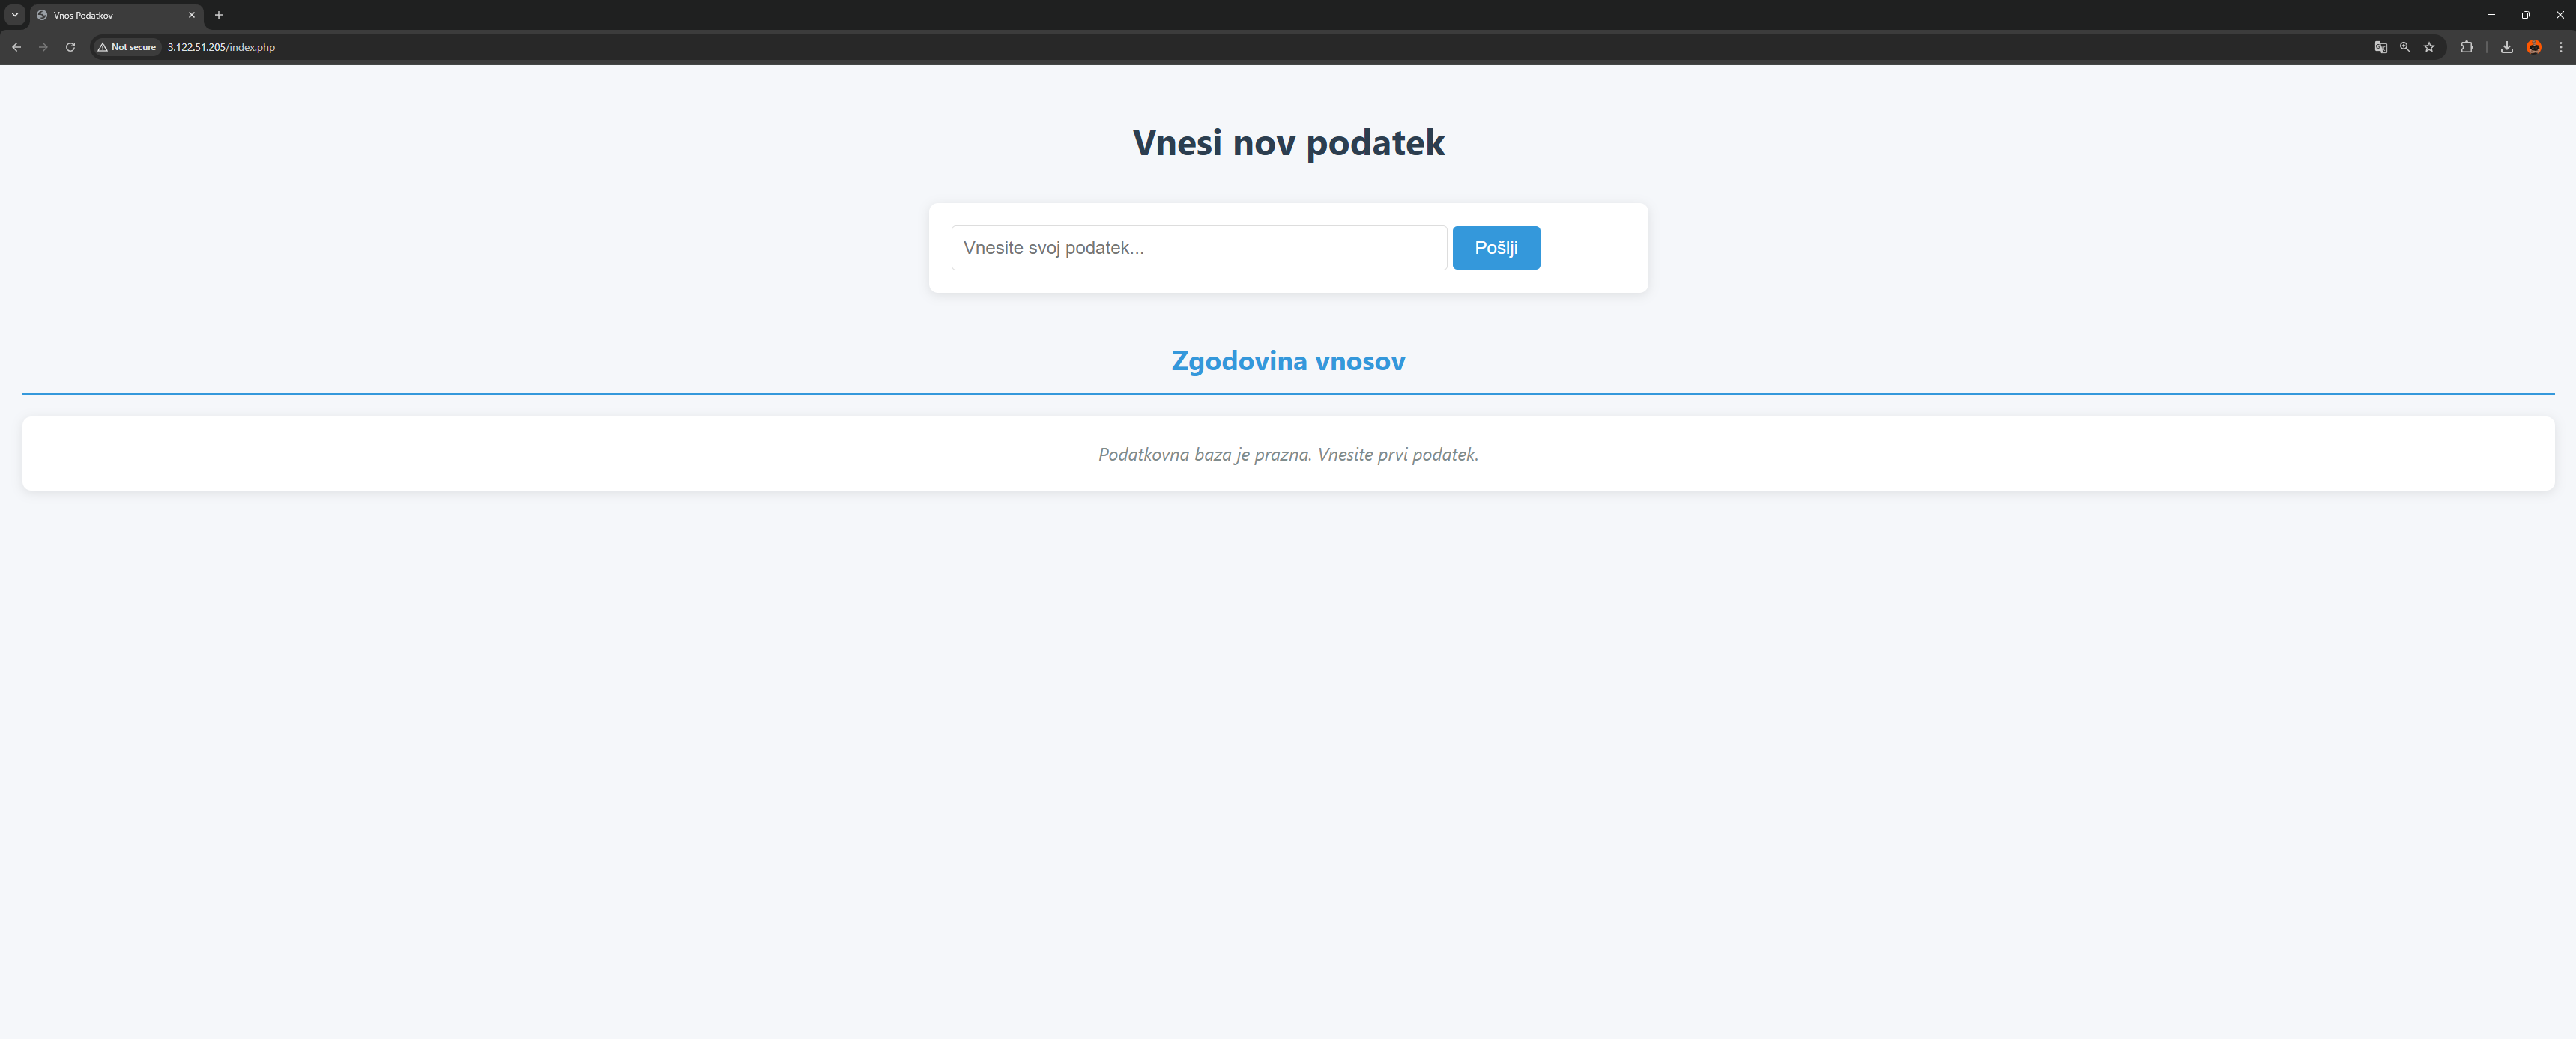 Vnos Podatkov
Not secure
3.122.51.205/index.php
Vnesi nov podatek
Vnesite svoj podatek...
Pošlji
Zgodovina vnosov
Podatkovna baza je prazna. Vnesite prvi podatek.